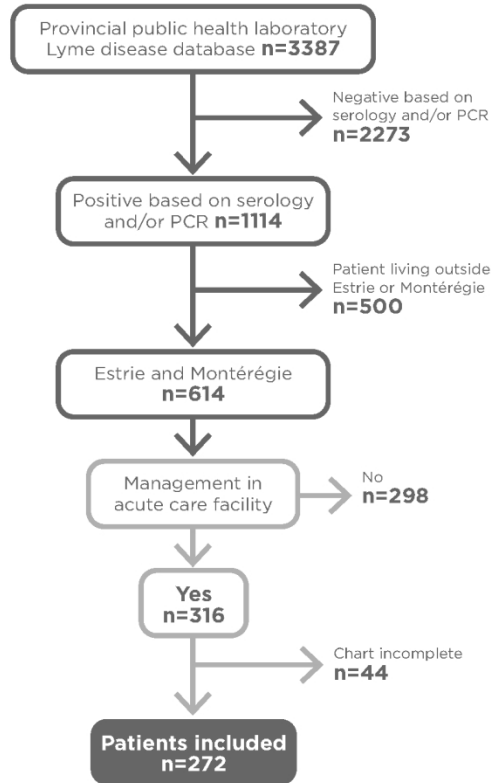 Provincial public health laboratory
Lyme disease database n=3387
Negative based on
serology and/or PCR
n=2273
Positive based on serology
and/or PCR n=1114
Patient living outside
Estrie or Montérégie
n=500
Estrie and Montérégie
n=614
Management in
acute care facility
No
n=298
Yes
n=316
Chart incomplete
n=44
Patients included
n=272